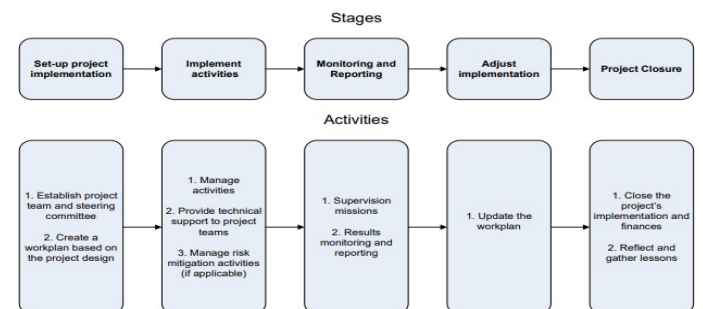 Stages
Set-up project
implementation
Implement
activities
Monitoring and
Reporting
Adjust
implementation
Project Closure
Activities
1. Establish project
team and steering
committee
2. Create a
workplan based on
the project design
1. Manage
activities
2. Provide technical
support to project
teams
3. Manage risk
mitigation activities
(if applicable)
1. Supervision
missions
2. Results
monitoring and
reporting
1. Update the
workplan
1. Close the
project's
implementation and
finances
2. Reflect and
gather lessons